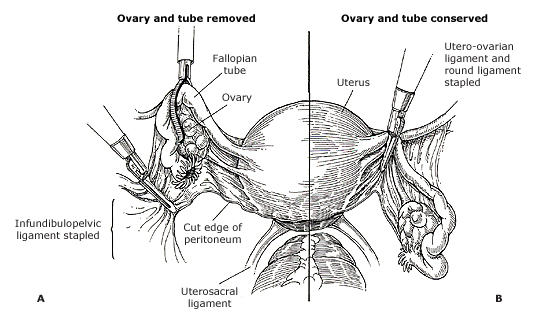 Ovary and tube removed
Ovary and tube conserved
Fallopian
tube
Ovary
Uterus
Utero-ovarian
ligament and
round ligament
stapled
Infundibulopelvic
ligament stapled
Cut edge of
peritoneum
Uterosacral
ligament
A
B